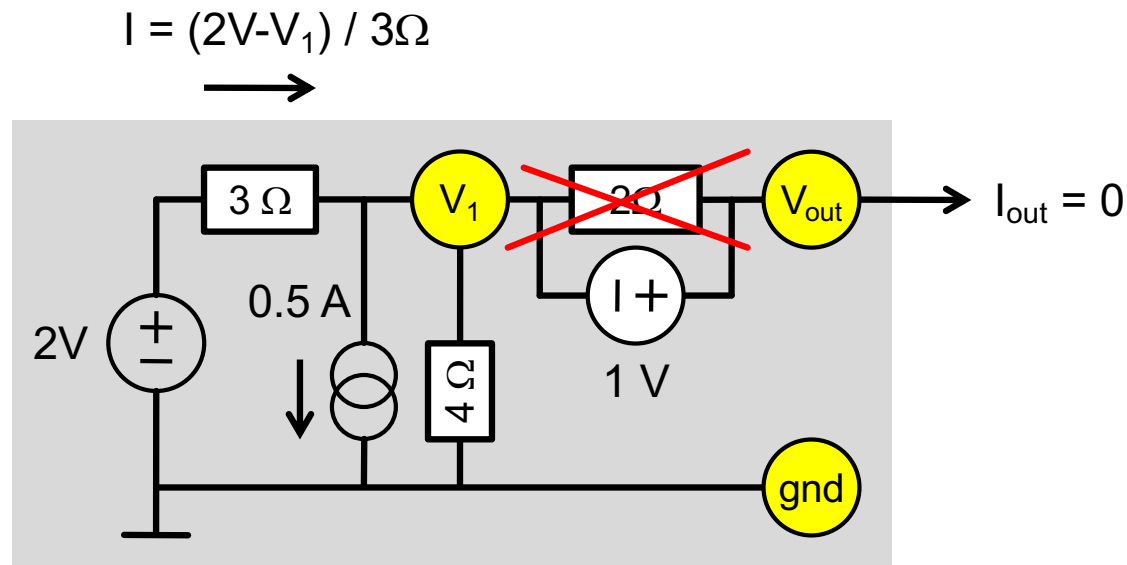 I = (2V-V₁) / 3Ω
3 Ω
V₁
2Ω
Vout
Iout = 0
0.5 A
2V
4 Ω
1 V
gnd